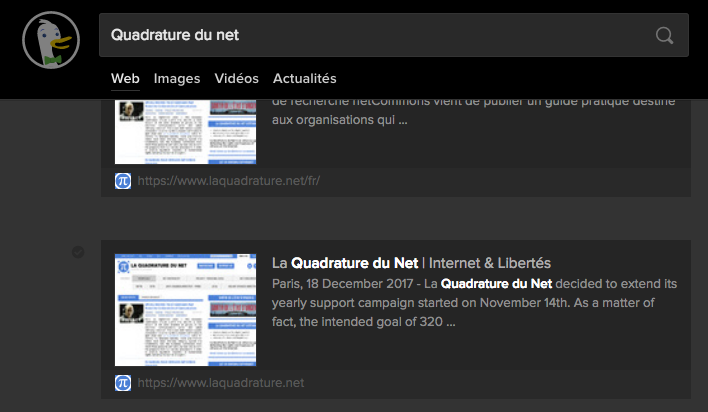 Quadrature du net
Web Images Vidéos Actualités
de recherche netCommons vient de publier un guide pratique destiné
aux organisations qui ...
https://www.laquadrature.net/fr/
LA QUADRATURE DU NET
La Quadrature du Net | Internet & Libertés
Paris, 18 December 2017 - La Quadrature du Net decided to extend its
yearly support campaign started on November 14th. As a matter of
fact, the intended goal of 320 ...
https://www.laquadrature.net